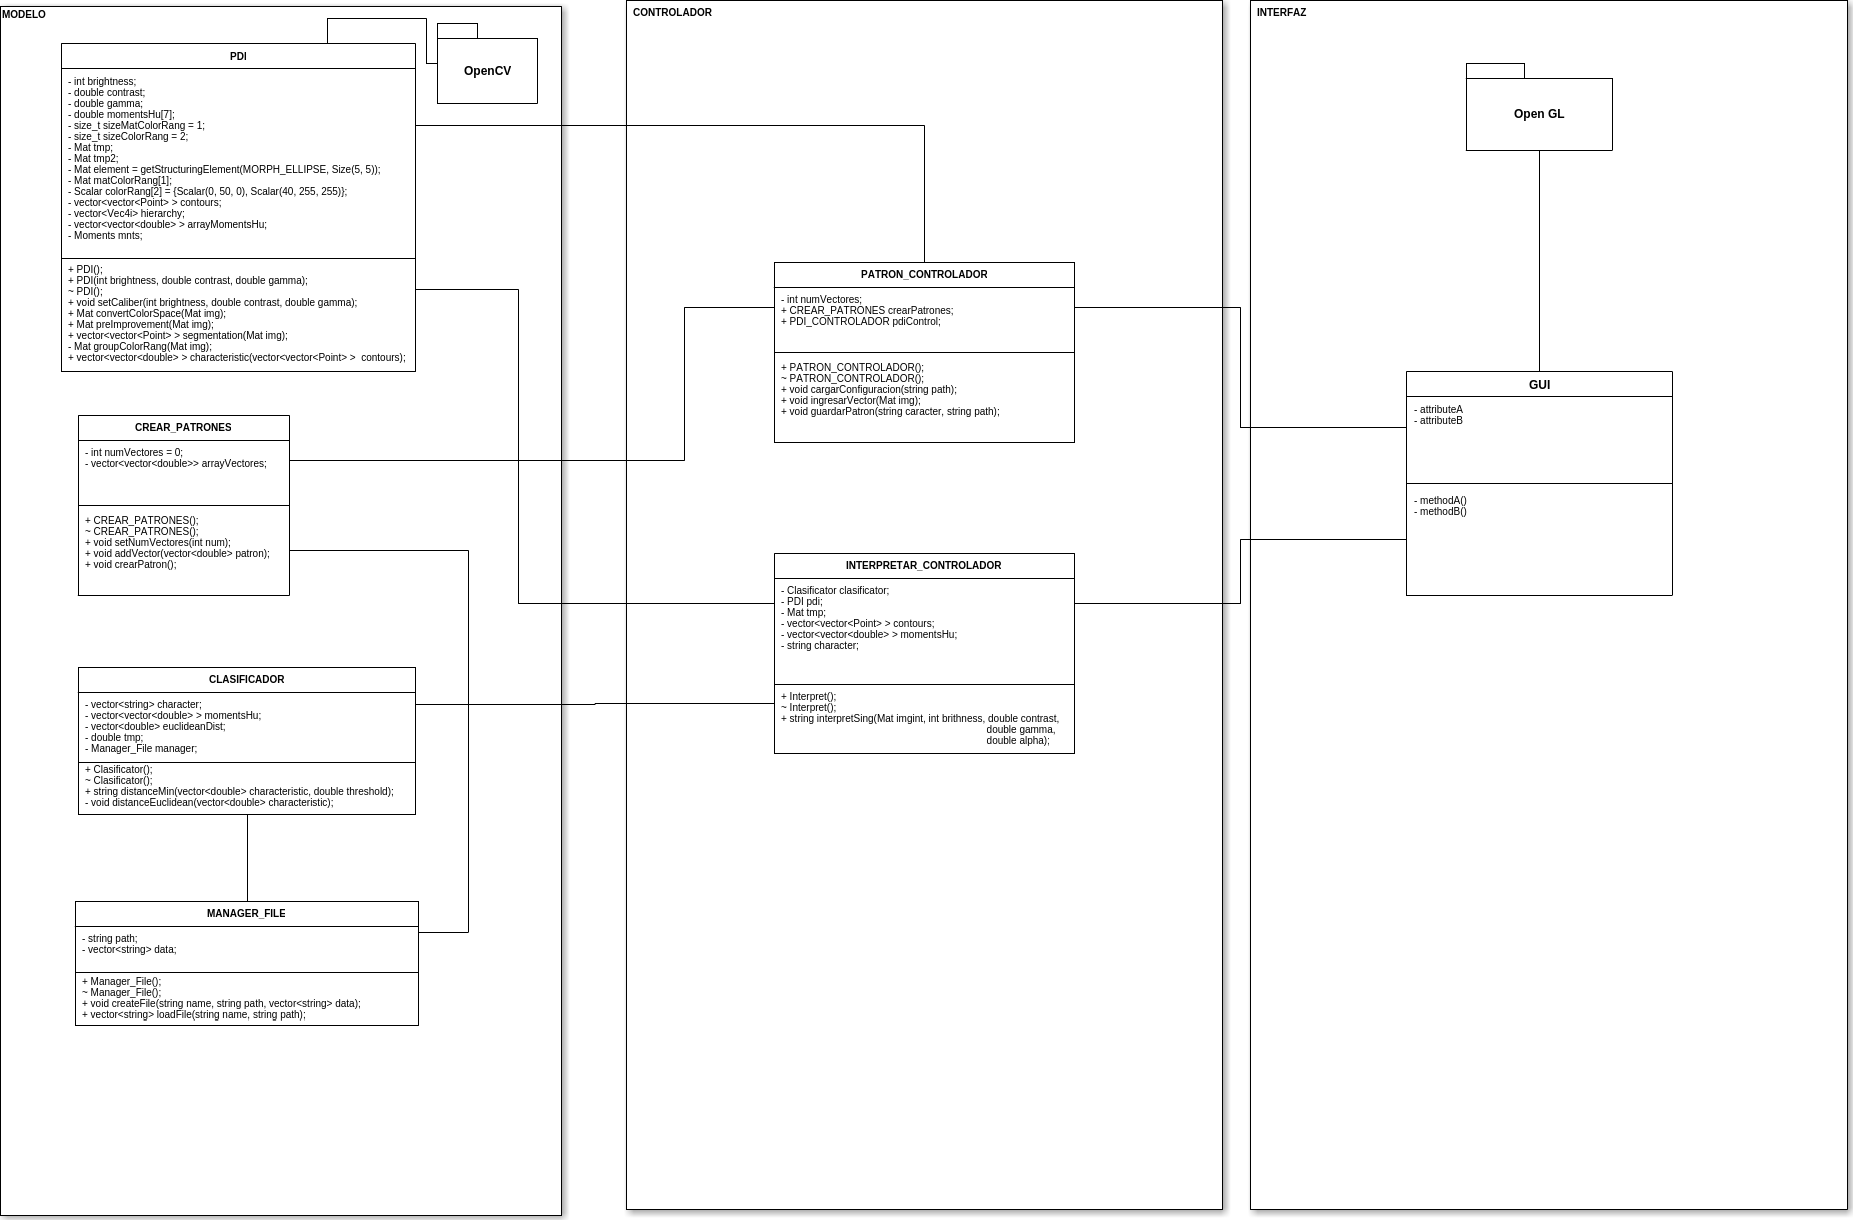 MODELO
PDI
- int brightness;
- double contrast;
- double gamma;
- double momentsHu[7];
- size_t sizeMatColorRang = 1;
- size_t sizeColorRang = 2;
- Mat tmp;
- Mat tmp2;
- Mat element = getStructuringElement(MORPH_ELLIPSE, Size(5, 5));
- Mat matColorRang[1];
- Scalar colorRang[2] = {Scalar(0, 50, 0), Scalar(40, 255, 255)};
- vector<vector<Point> > contours;
- vector<Vec4i> hierarchy;
- vector<vector<double> > arrayMomentsHu;
- Moments mnts;
+ PDI();
+ PDI(int brightness, double contrast, double gamma);
~ PDI();
+ void setCaliber(int brightness, double contrast, double gamma);
+ Mat convertColorSpace(Mat img);
+ Mat preImprovement(Mat img);
+ vector<vector<Point> > segmentation(Mat img);
- Mat groupColorRang(Mat img);
+ vector<vector<double> > characteristic(vector<vector<Point> > contours);
OpenCV
CREAR_PATRONES
- int numVectores = 0;
- vector<vector<double>> arrayVectores;
+ CREAR_PATRONES();
~ CREAR_PATRONES();
+ void setNumVectores(int num);
+ void addVector(vector<double> patron);
+ void crearPatron();
CLASIFICADOR
- vector<string> character;
- vector<vector<double> > momentsHu;
- vector<double> euclideanDist;
- double tmp;
- Manager_File manager;
+ Clasificator();
~ Clasificator();
+ string distanceMin(vector<double> characteristic, double threshold);
- void distanceEuclidean(vector<double> characteristic);
MANAGER_FILE
- string path;
- vector<string> data;
+ Manager_File();
~ Manager_File();
+ void createFile(string name, string path, vector<string> data);
+ vector<string> loadFile(string name, string path);
CONTROLADOR
PATRON_CONTROLADOR
- int numVectores;
+ CREAR_PATRONES crearPatrones;
+ PDI_CONTROLADOR pdiControl;
+ PATRON_CONTROLADOR();
~ PATRON_CONTROLADOR();
+ void cargarConfiguracion(string path);
+ void ingresarVector(Mat img);
+ void guardarPatron(string caracter, string path);
INTERPRETAR_CONTROLADOR
- Clasificator clasificator;
- PDI pdi;
- Mat tmp;
- vector<vector<Point> > contours;
- vector<vector<double> > momentsHu;
- string character;
+ Interpret();
~ Interpret();
+ string interpretSing(Mat imgint, int brithness, double contrast,
double gamma,
double alpha);
INTERFAZ
Open GL
GUI
- attributeA
- attributeB
- methodA()
- methodB()